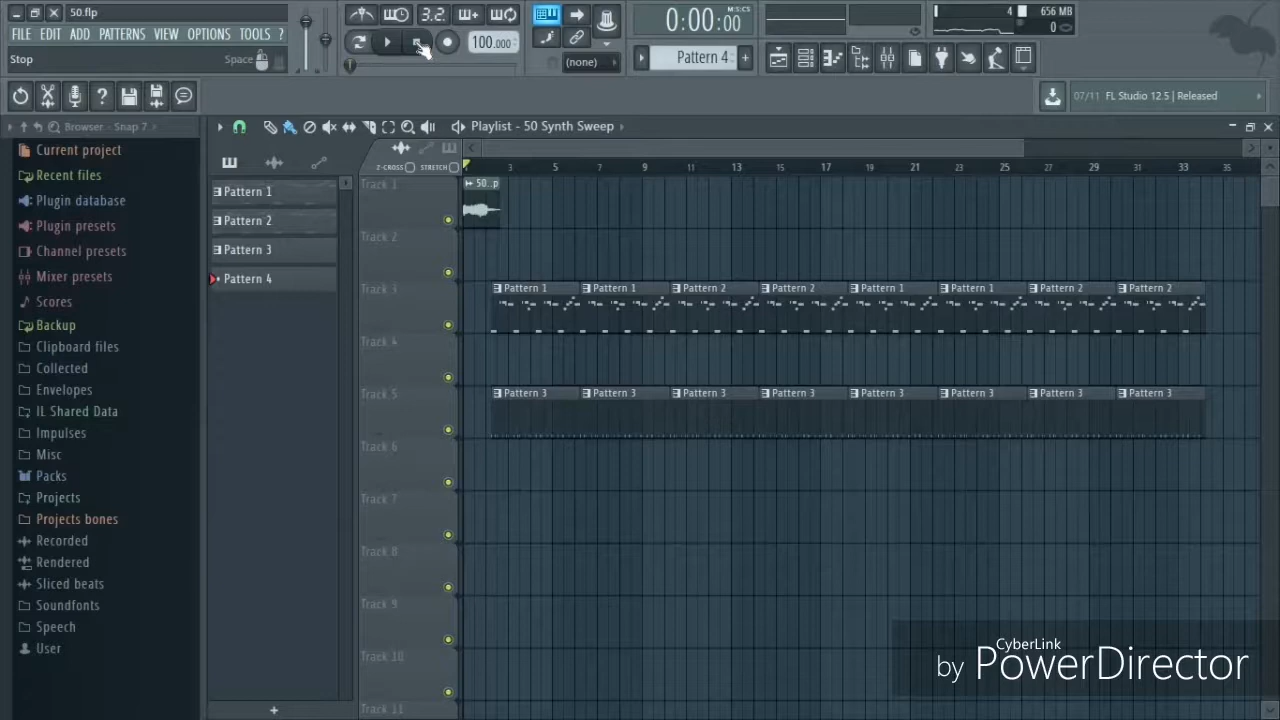 50.flp
FILE EDIT ADD PATTERNS VIEW OPTIONS TOOLS ?
Stop Space
3.2.
100.000
(none)
0:00:00 M:S:CS
Pattern 4
4 656 MB
0
07/11 FL Studio 12.5 | Released
Browser - Snap 7
Playlist - 50 Synth Sweep
Current project
Recent files
Plugin database
Plugin presets
Channel presets
Mixer presets
Scores
Backup
Clipboard files
Collected
Envelopes
IL Shared Data
Impulses
Misc
Packs
Projects
Projects bones
Recorded
Rendered
Sliced beats
Soundfonts
Speech
User
Pattern 1
Pattern 2
Pattern 3
Pattern 4
Z-CROSS STRETCH
1 3 5 7 9 11 13 15 17 19 21 23 25 27 29 31 33 35
Track 1
50..p
Track 2
Track 3
Pattern 1 Pattern 1 Pattern 2 Pattern 2 Pattern 1 Pattern 1 Pattern 2 Pattern 2
Track 4
Track 5
Pattern 3 Pattern 3 Pattern 3 Pattern 3 Pattern 3 Pattern 3 Pattern 3 Pattern 3
Track 6
Track 7
Track 8
Track 9
Track 10
Track 11
CyberLink
by PowerDirector